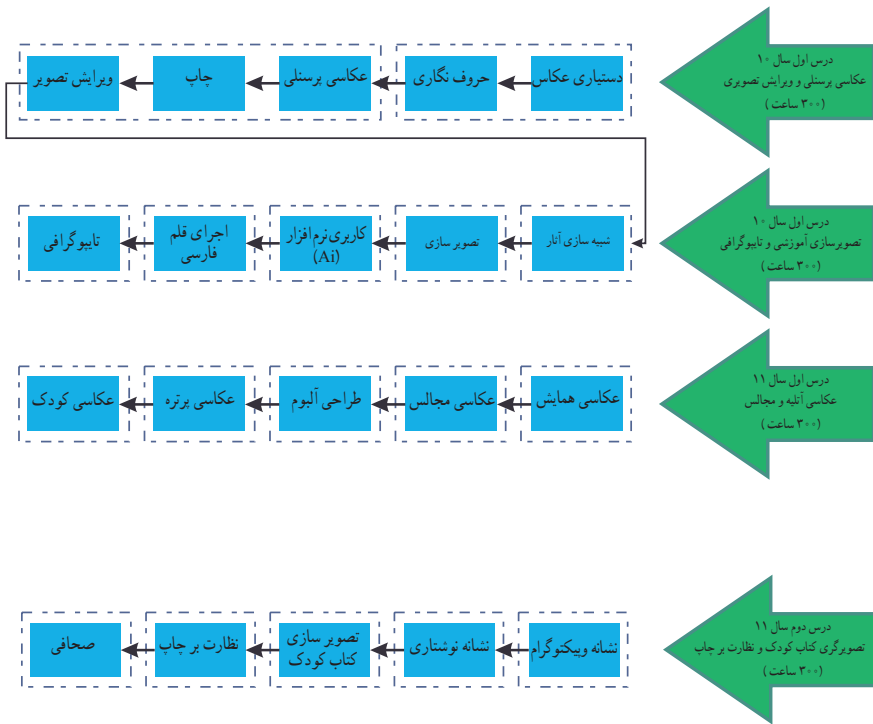 درس اول سال ۱۰
عکاسی پرسنلی و ویرایش تصویری
(۳۰۰ ساعت)
دستیاری عکاس
حروف نگاری
عکاسی پرسنلی
چاپ
ویرایش تصویر
درس اول سال ۱۰
تصویرسازی آموزشی و تایپوگرافی
(۳۰۰ ساعت)
شبیه سازی آثار
تصویر سازی
کاربری نرم افزار
(Ai)
اجرای قلم
فارسی
تایپوگرافی
درس اول سال ۱۱
عکاسی آتلیه و مجالس
(۳۰۰ ساعت)
عکاسی همایش
عکاسی مجالس
طراحی آلبوم
عکاسی پرتره
عکاسی کودک
درس دوم سال ۱۱
تصویرگری کتاب کودک و نظارت بر چاپ
(۳۰۰ ساعت)
نشانه وپیکتوگرام
نشانه نوشتاری
تصویر سازی
کتاب کودک
نظارت بر چاپ
صحافی